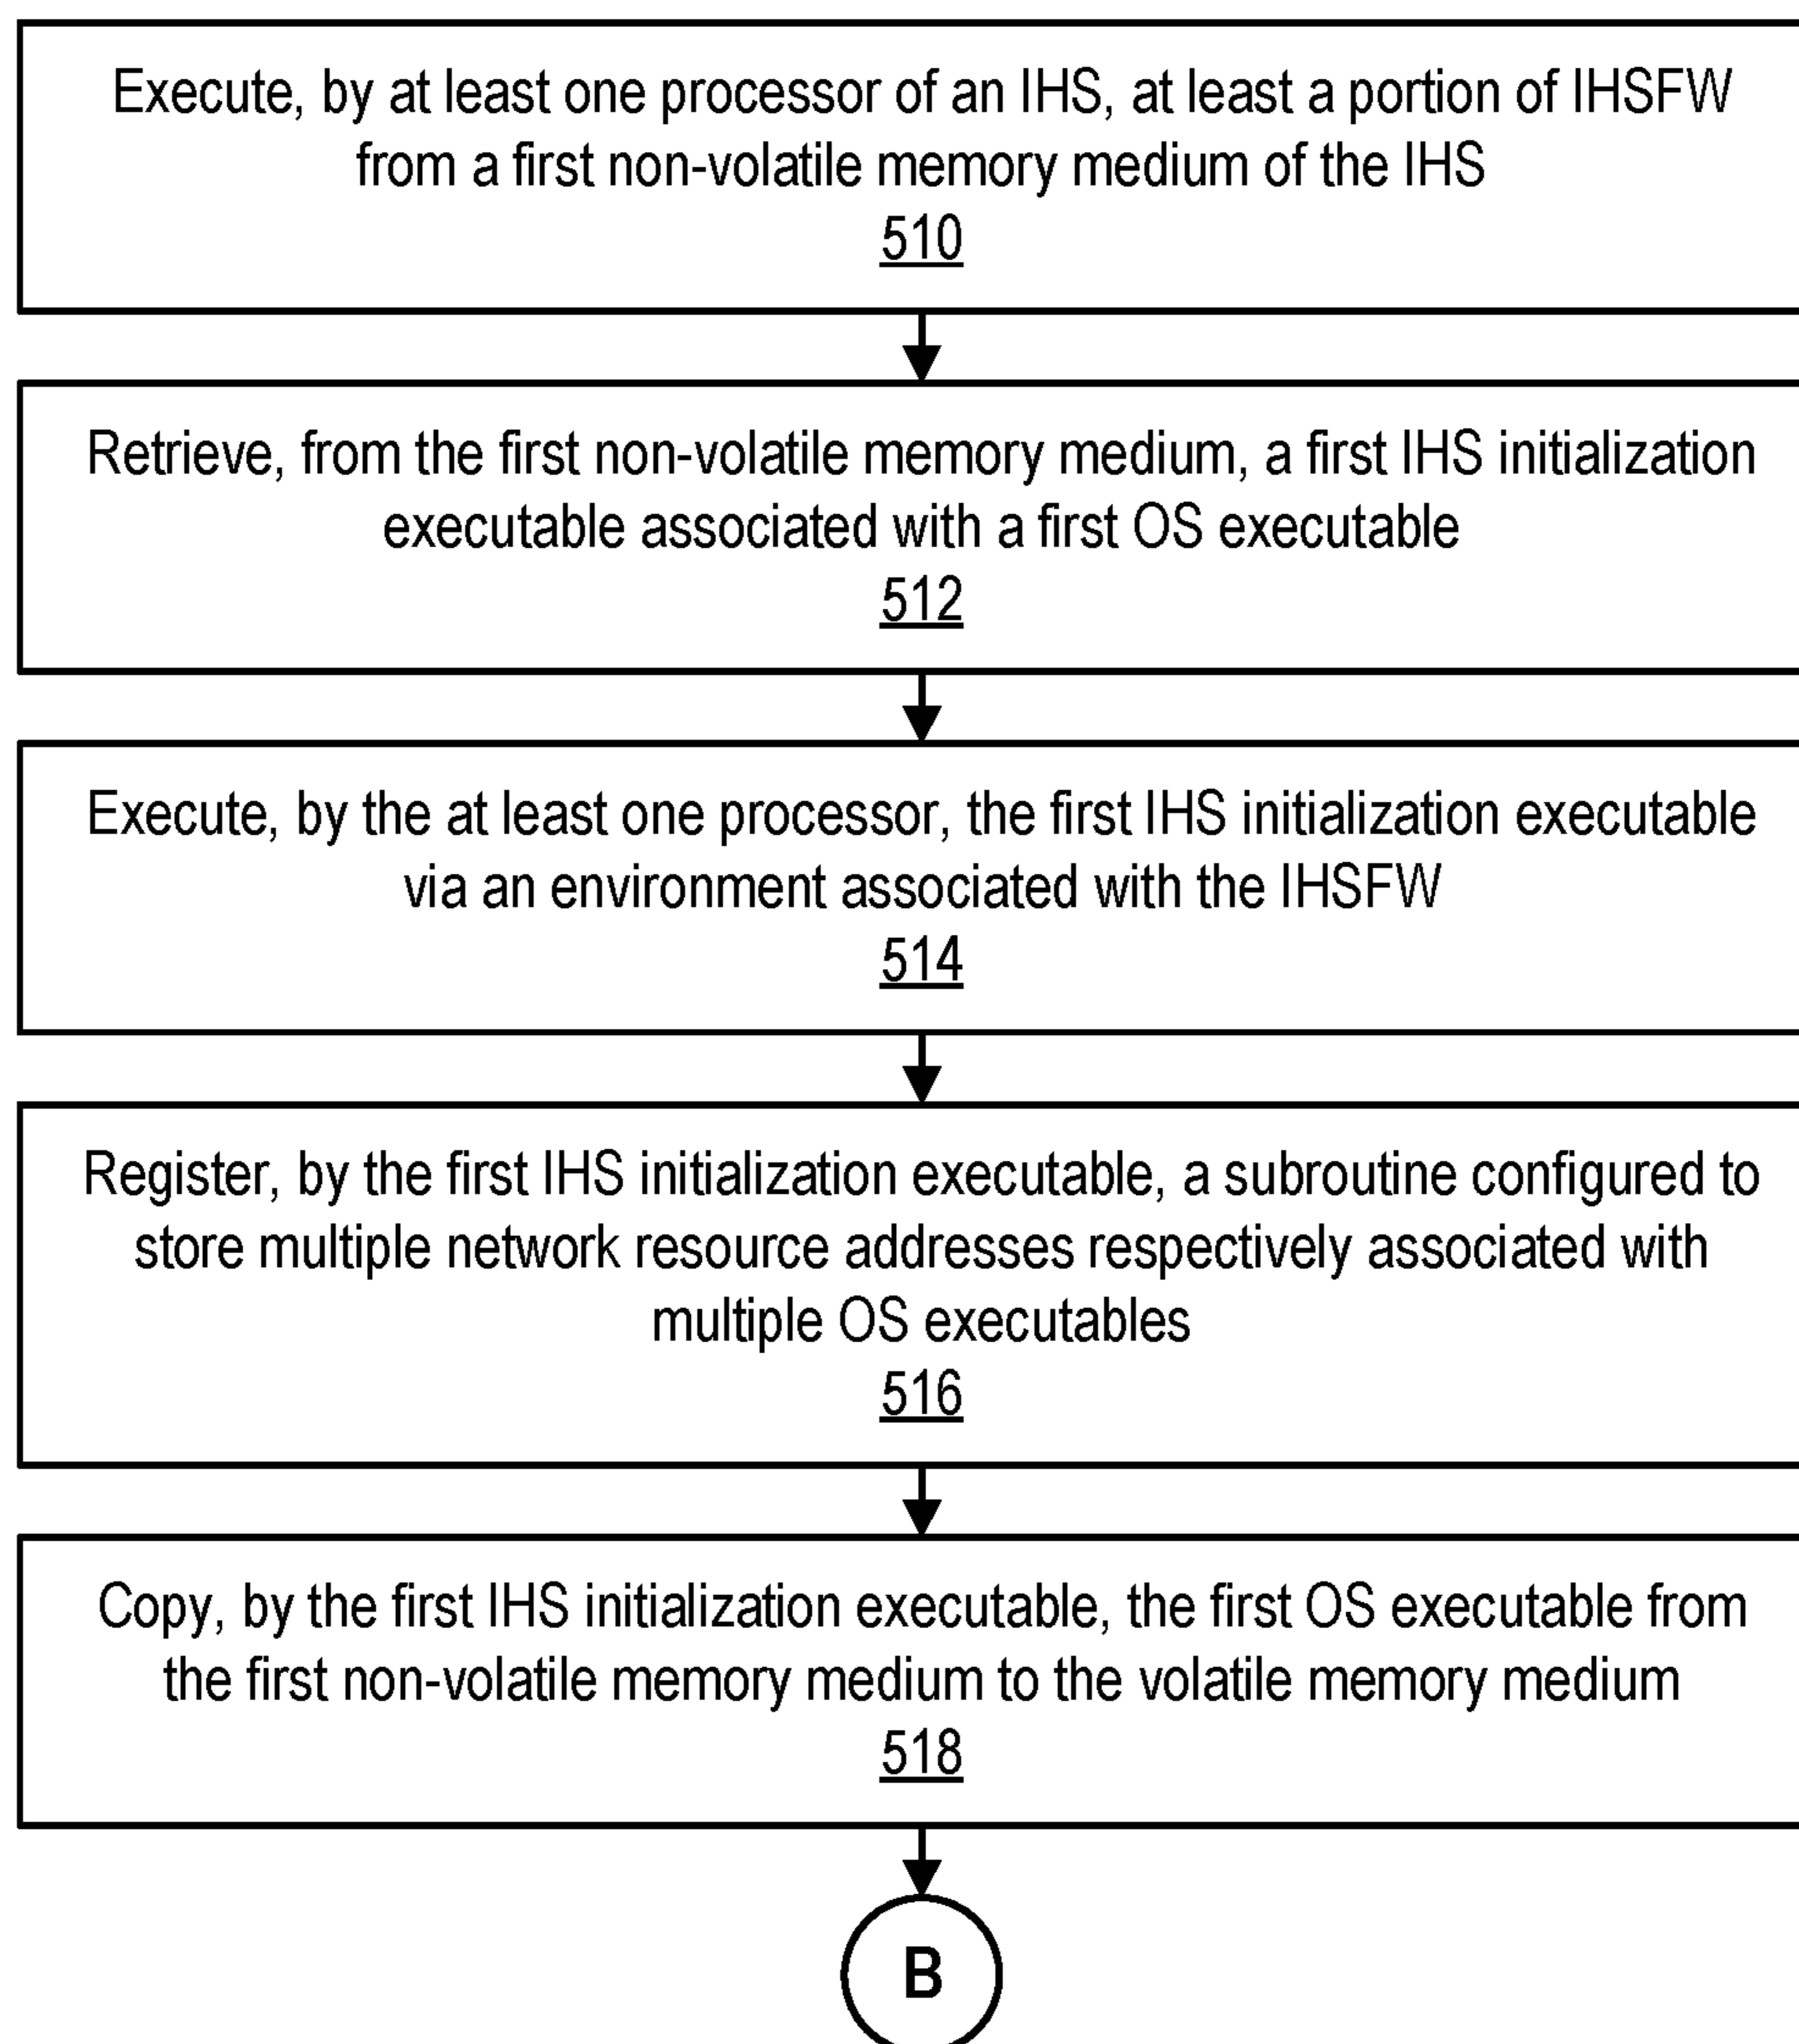 Execute, by at least one processor of an IHS, at least a portion of IHSFW
from a first non-volatile memory medium of the IHS
510
Retrieve, from the first non-volatile memory medium, a first IHS initialization
executable associated with a first OS executable
512
Execute, by the at least one processor, the first IHS initialization executable
via an environment associated with the IHSFW
514
Register, by the first IHS initialization executable, a subroutine configured to
store multiple network resource addresses respectively associated with
multiple OS executables
516
Copy, by the first IHS initialization executable, the first OS executable from
the first non-volatile memory medium to the volatile memory medium
518
B